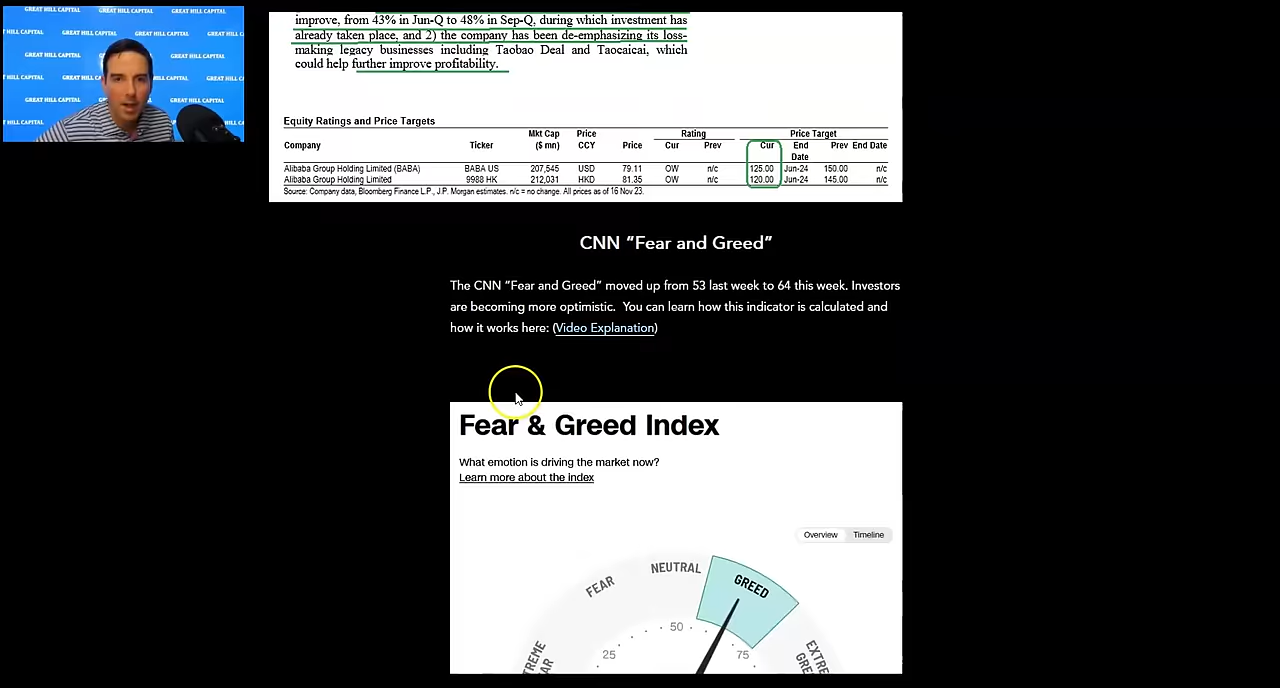 GREAT HILL CAPITAL
improve, from 43% in Jun-Q to 48% in Sep-Q, during which investment has
already taken place, and 2) the company has been de-emphasizing its loss-
making legacy businesses including Taobao Deal and Taocaicai, which
could help further improve profitability.
Equity Ratings and Price Targets
Mkt Cap Price Rating Price Target
Company Ticker ($ mn) CCY Price Cur Prev Cur End Date Prev End Date
Alibaba Group Holding Limited (BABA) BABA US 207,545 USD 79.11 OW n/c 125.00 Jun-24 150.00 n/c
Alibaba Group Holding Limited 9988 HK 212,031 HKD 81.35 OW n/c 120.00 Jun-24 145.00 n/c
Source: Company data, Bloomberg Finance L.P., J.P. Morgan estimates. n/c = no change. All prices as of 16 Nov 23.
CNN “Fear and Greed”
The CNN “Fear and Greed” moved up from 53 last week to 64 this week. Investors
are becoming more optimistic. You can learn how this indicator is calculated and
how it works here: (Video Explanation)
Fear & Greed Index
What emotion is driving the market now?
Learn more about the index
Overview Timeline
FEAR NEUTRAL GREED
50
25 75